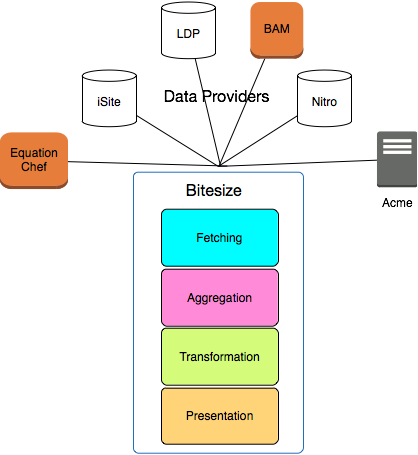 LDP
BAM
iSite
Data Providers
Nitro
Equation
Chef
Acme
Bitesize
Fetching
Aggregation
Transformation
Presentation